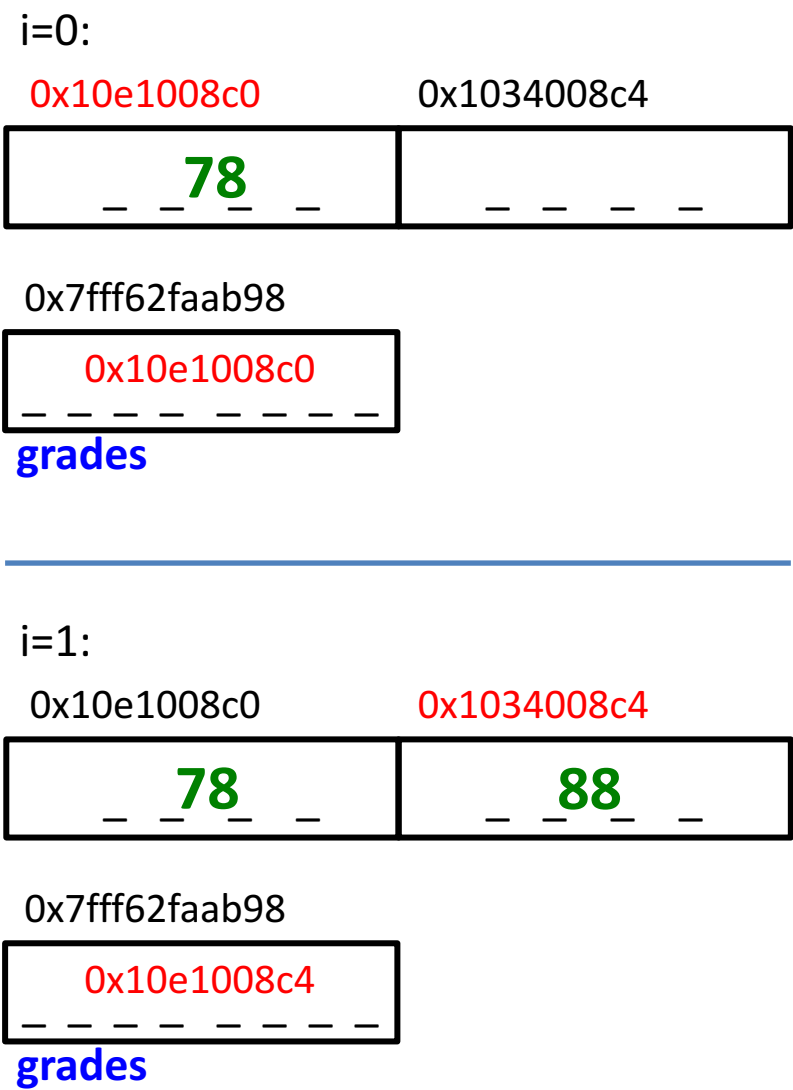 i=0:
0x10e1008c0 0x1034008c4
78
_ _ _ _ _ _ _ _
0x7fff62faab98
0x10e1008c0
_ _ _ _ _ _ _ _
grades
i=1:
0x10e1008c0 0x1034008c4
78 88
_ _ _ _ _ _ _ _
0x7fff62faab98
0x10e1008c4
_ _ _ _ _ _ _ _
grades